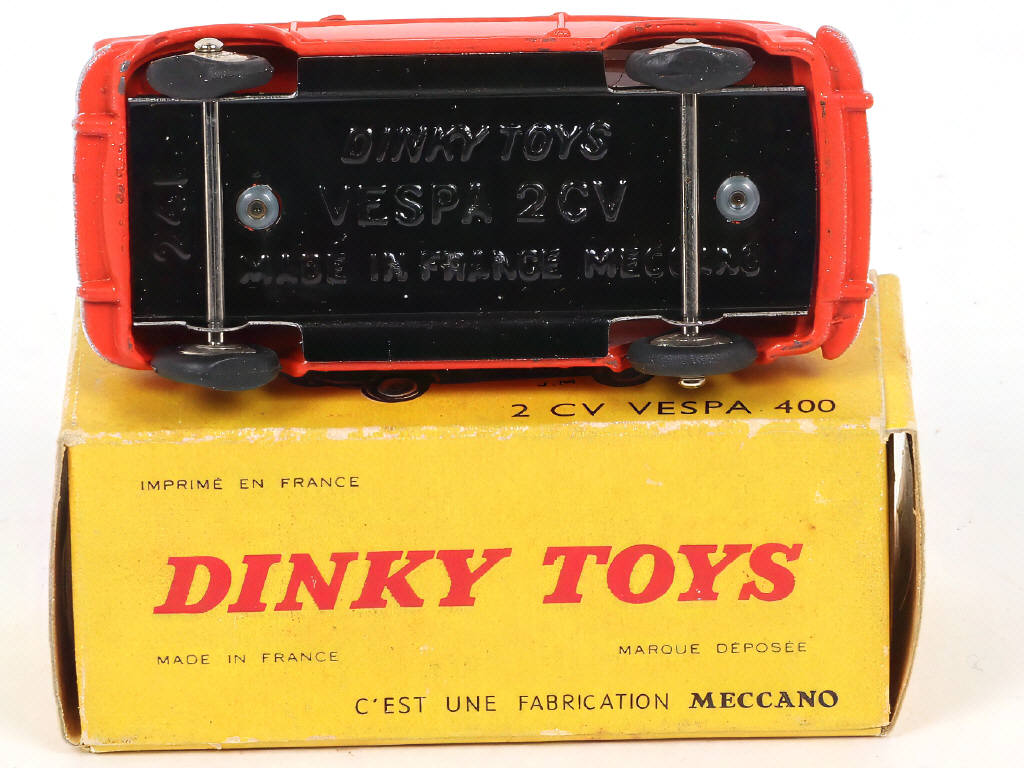 DINKY TOYS
VESPA 2CV
MADE IN FRANCE MECCANO
24L
J.M
2 CV VESPA 400
IMPRIMÉ EN FRANCE
DINKY TOYS
MADE IN FRANCE
MARQUE DÉPOSÉE
C'EST UNE FABRICATION MECCANO